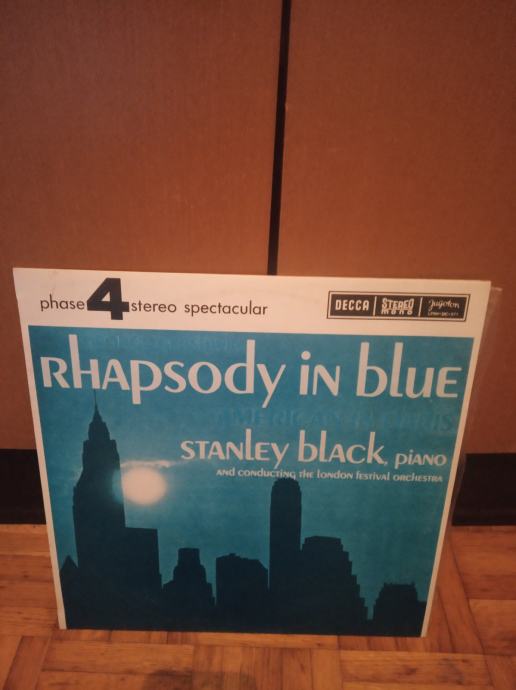 phase 4 stereo spectacular
DECCA STEREO mono Jugoton
Rhapsody in blue
AMERICAN IN PARIS
Stanley black, piano
and conducting the london festival orchestra